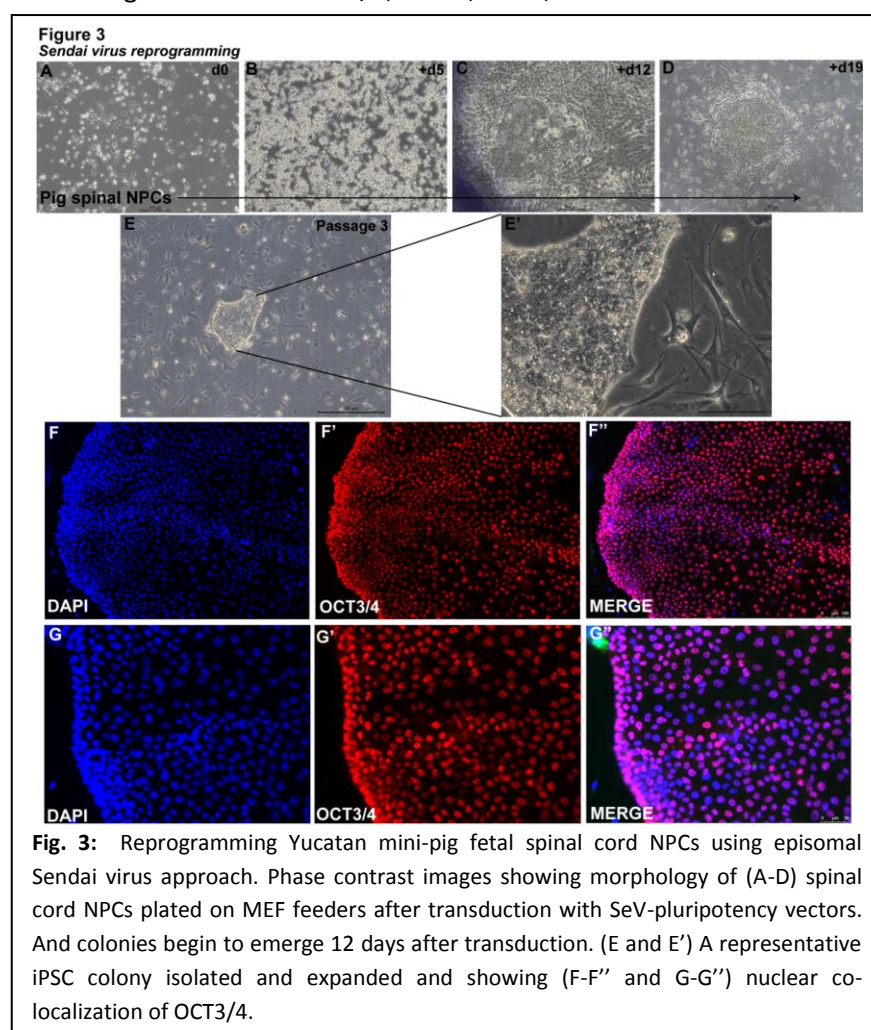 Figure 3
Sendai virus reprogramming
A d0 B +d5 C +d12 D +d19
Pig spinal NPCs
E Passage 3 E'
F F' F''
DAPI OCT3/4 MERGE
G G' G''
DAPI OCT3/4 MERGE
Fig. 3: Reprogramming Yucatan mini-pig fetal spinal cord NPCs using episomal
Sendai virus approach. Phase contrast images showing morphology of (A-D) spinal
cord NPCs plated on MEF feeders after transduction with SeV-pluripotency vectors.
And colonies begin to emerge 12 days after transduction. (E and E') A representative
iPSC colony isolated and expanded and showing (F-F'' and G-G'') nuclear co-
localization of OCT3/4.